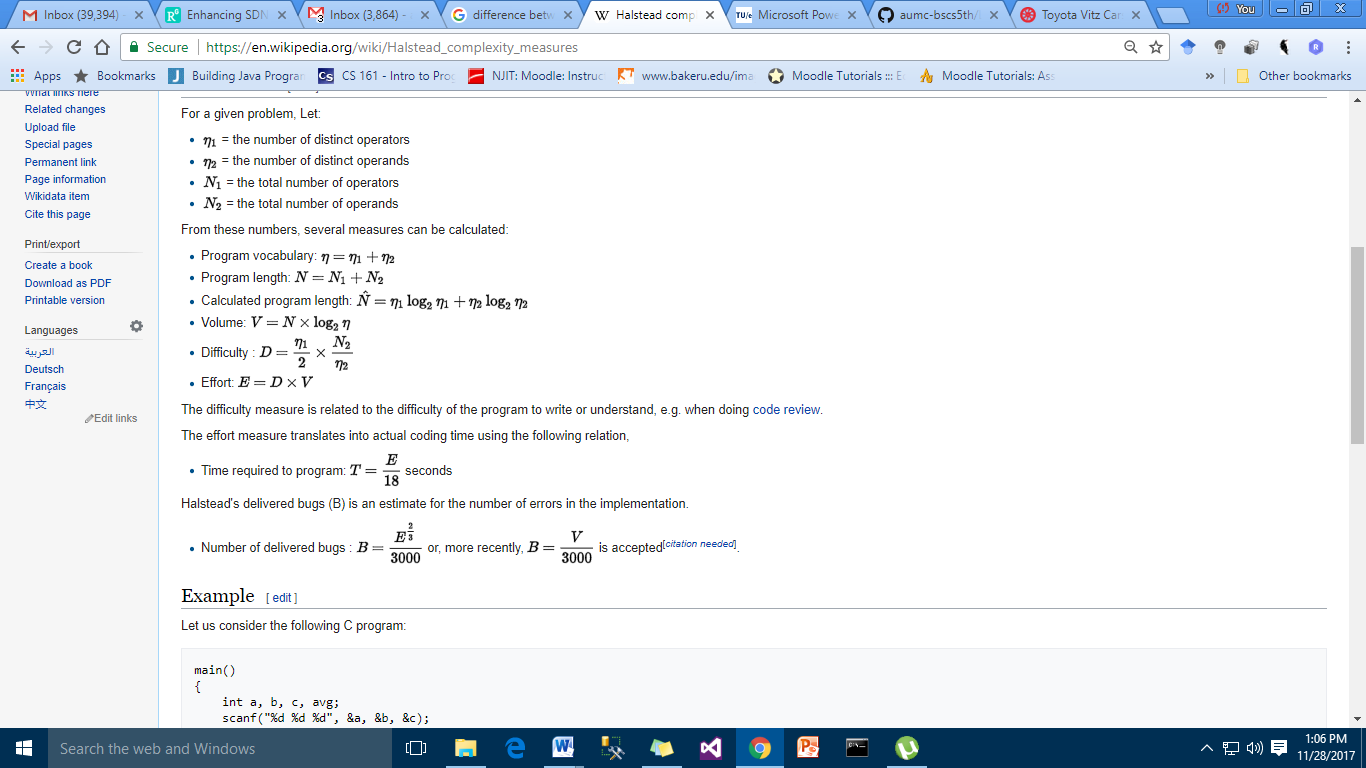 Inbox (39,394) -
Enhancing SDN
Inbox (3,864) -
difference betw
Halstead comp
Microsoft Powe
aumc-bscs5th/
Toyota Vitz Car
You
Secure https://en.wikipedia.org/wiki/Halstead_complexity_measures
Apps Bookmarks Building Java Program CS 161 - Intro to Prog NJIT: Moodle: Instruc www.bakeru.edu/ima Moodle Tutorials ::: E Moodle Tutorials: Ass » Other bookmarks
What links here
Related changes
Upload file
Special pages
Permanent link
Page information
Wikidata item
Cite this page
Print/export
Create a book
Download as PDF
Printable version
Languages
العربية
Deutsch
Français
中文
Edit links
For a given problem, Let:
• η1 = the number of distinct operators
• η2 = the number of distinct operands
• N1 = the total number of operators
• N2 = the total number of operands
From these numbers, several measures can be calculated:
• Program vocabulary: η = η1 + η2
• Program length: N = N1 + N2
• Calculated program length: N̂ = η1 log2 η1 + η2 log2 η2
• Volume: V = N × log2 η
• Difficulty : D = η1/2 × N2/η2
• Effort: E = D × V
The difficulty measure is related to the difficulty of the program to write or understand, e.g. when doing code review.
The effort measure translates into actual coding time using the following relation,
• Time required to program: T = E/18 seconds
Halstead's delivered bugs (B) is an estimate for the number of errors in the implementation.
• Number of delivered bugs : B = E^(2/3)/3000 or, more recently, B = V/3000 is accepted[citation needed].
Example [ edit ]
Let us consider the following C program:
main()
{
int a, b, c, avg;
scanf("%d %d %d", &a, &b, &c);
Search the web and Windows
1:06 PM
11/28/2017